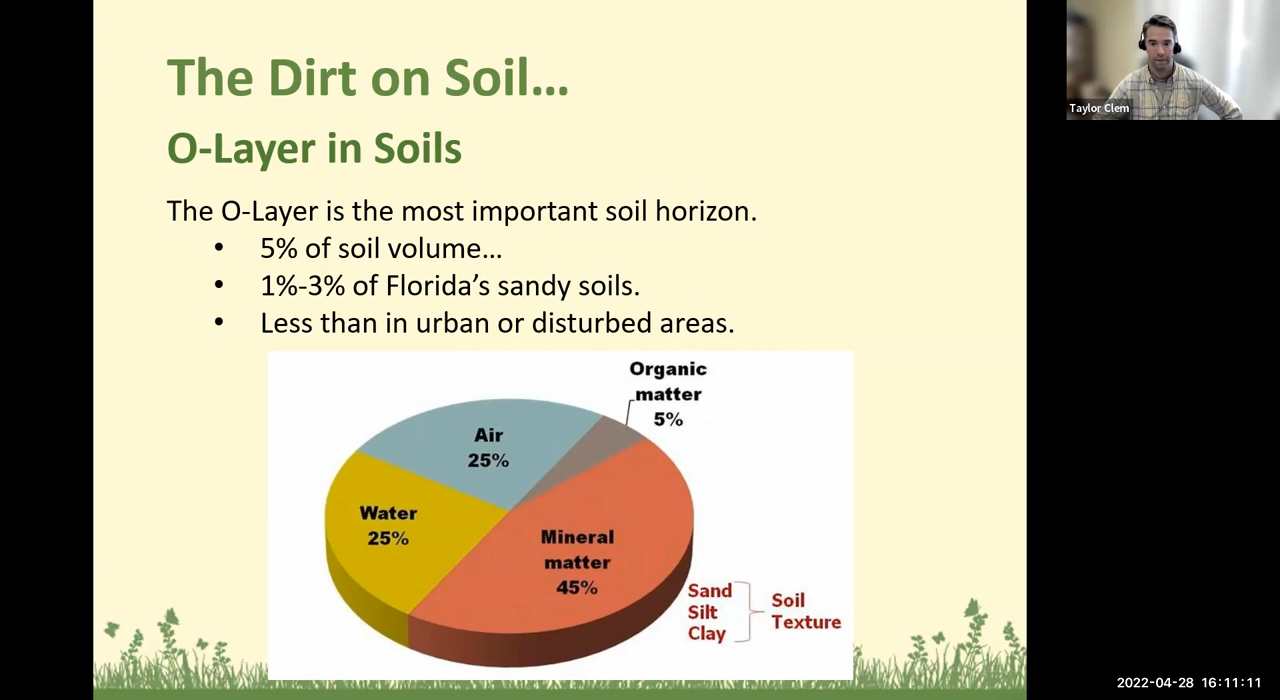 The Dirt on Soil…
O-Layer in Soils
The O-Layer is the most important soil horizon.
• 5% of soil volume…
• 1%-3% of Florida’s sandy soils.
• Less than in urban or disturbed areas.
Organic
matter
5%
Air
25%
Water
25%
Mineral
matter
45%
Sand
Silt
Clay
Soil
Texture
Taylor Clem
2022-04-28 16:11:11